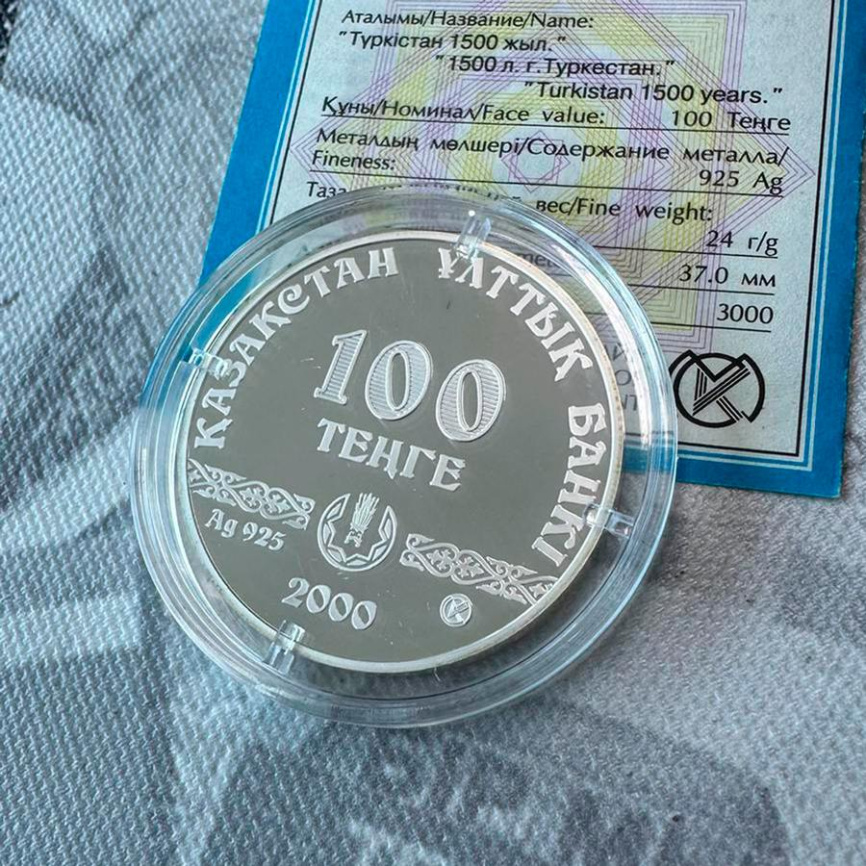 Аталымы/Название/Name:
"Түркістан 1500 жыл."
"1500 л. г.Туркестан."
"Turkistan 1500 years."
Құны/Номинал/Face value: 100 Теңге
Металдың мөлшері/Содержание металла/
Fineness: 925 Ag
вес/Fine weight:
24 г/g
37.0 мм
3000
ҚАЗАҚСТАН ҰЛТТЫҚ БАНКІ
100
ТЕҢГЕ
Ag 925
2000